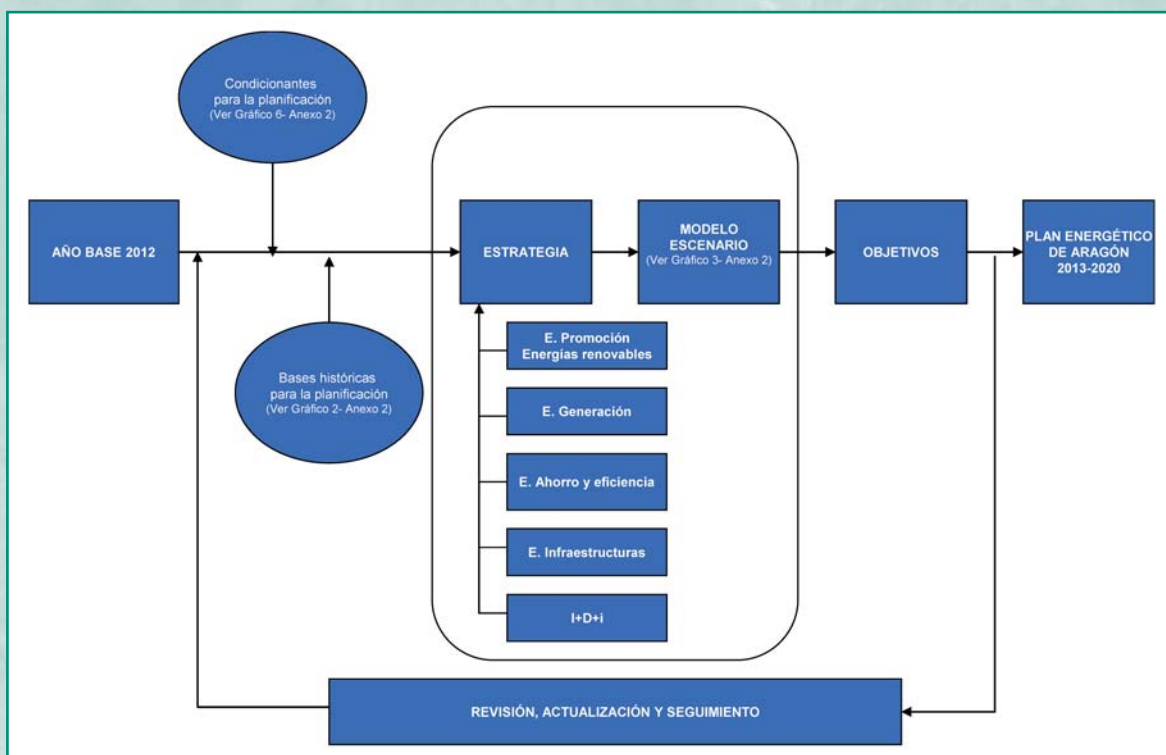 Condicionantes
para la planificación
(Ver Gráfico 6- Anexo 2)
AÑO BASE 2012
ESTRATEGIA
MODELO
ESCENARIO
(Ver Gráfico 3- Anexo 2)
OBJETIVOS
PLAN ENERGÉTICO
DE ARAGÓN
2013-2020
Bases históricas
para la planificación
(Ver Gráfico 2- Anexo 2)
E. Promoción
Energías renovables
E. Generación
E. Ahorro y eficiencia
E. Infraestructuras
I+D+i
REVISIÓN, ACTUALIZACIÓN Y SEGUIMIENTO